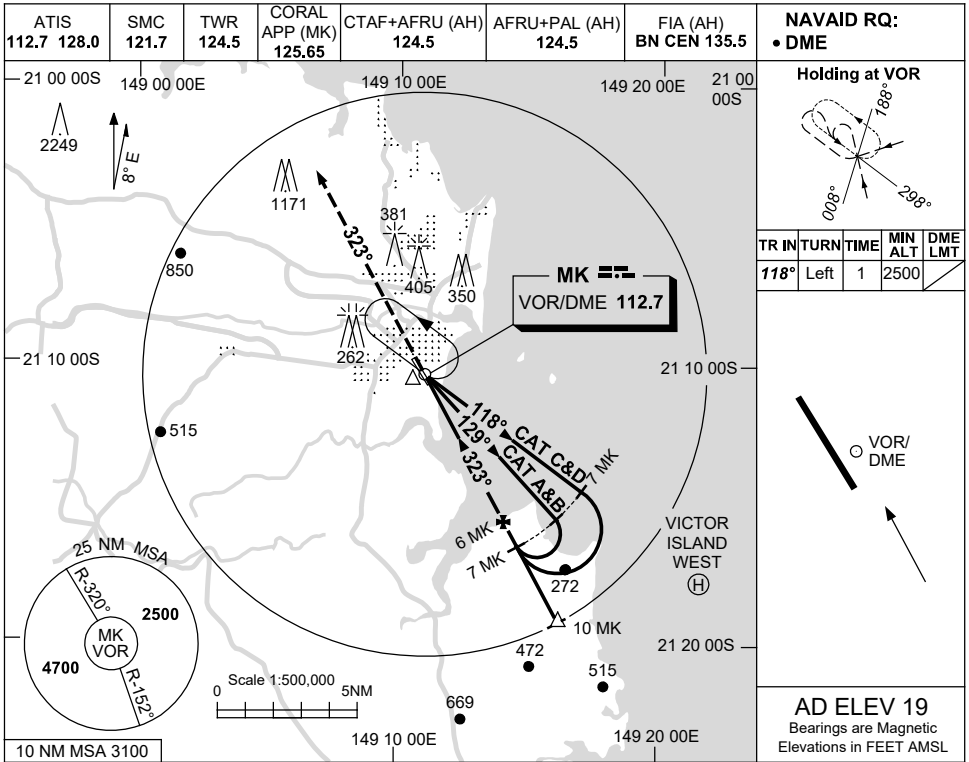 ATIS
112.7 128.0
SMC
121.7
TWR
124.5
CORAL
APP (MK)
125.65
CTAF+AFRU (AH)
124.5
AFRU+PAL (AH)
124.5
FIA (AH)
BN CEN 135.5
NAVAID RQ:
• DME
21 00 00S
149 00 00E
149 10 00E
149 20 00E
21 00
00S
2249
8° E
1171
323°
381
405
350
850
262
MK
VOR/DME 112.7
21 10 00S
21 10 00S
515
118° CAT C&D
129° CAT A&B
323°
7 MK
6 MK
7 MK
272
VICTOR
ISLAND
WEST
H
10 MK
21 20 00S
472
515
669
25 NM MSA
R-320°
2500
MK
VOR
4700
R-152°
Scale 1:500,000
0
5NM
149 10 00E
149 20 00E
10 NM MSA 3100
Holding at VOR
188°
008°
298°
TR IN TURN TIME MIN ALT DME LMT
118° Left 1 2500
VOR/
DME
AD ELEV 19
Bearings are Magnetic
Elevations in FEET AMSL